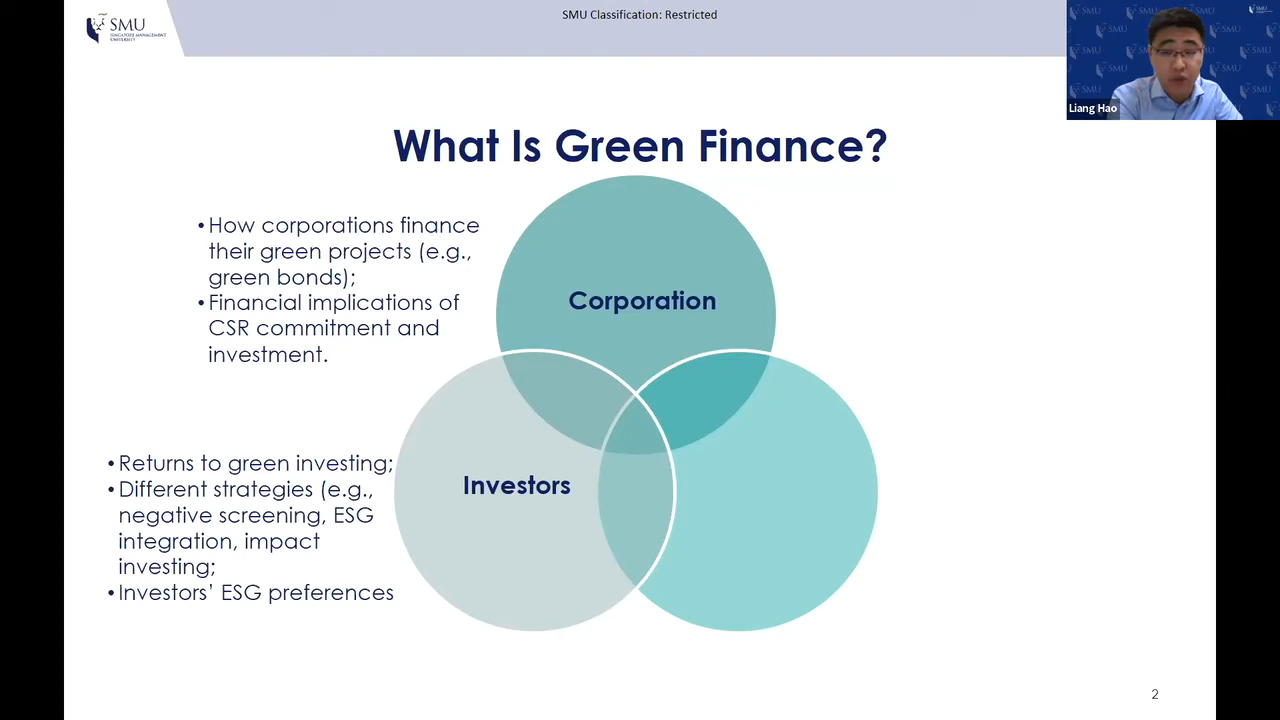 SMU Classification: Restricted
SMU
SINGAPORE MANAGEMENT
UNIVERSITY
SMU
Liang Hao
What Is Green Finance?
• How corporations finance
their green projects (e.g.,
green bonds);
• Financial implications of
CSR commitment and
investment.
Corporation
• Returns to green investing;
• Different strategies (e.g.,
negative screening, ESG
integration, impact
investing;
• Investors’ ESG preferences
Investors
2